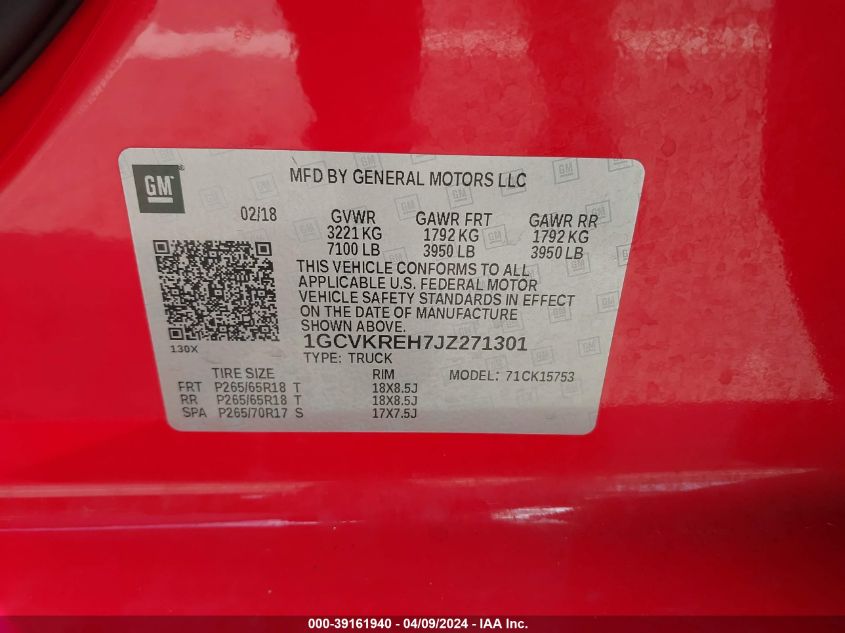 GM
MFD BY GENERAL MOTORS LLC
02/18 GVWR GAWR FRT GAWR RR
3221 KG 1792 KG 1792 KG
7100 LB 3950 LB 3950 LB
THIS VEHICLE CONFORMS TO ALL
APPLICABLE U.S. FEDERAL MOTOR
VEHICLE SAFETY STANDARDS IN EFFECT
ON THE DATE OF MANUFACTURE
SHOWN ABOVE.
130X
1GCVKREH7JZ271301
TYPE: TRUCK
TIRE SIZE RIM MODEL: 71CK15753
FRT P265/65R18 T 18X8.5J
RR P265/65R18 T 18X8.5J
SPA P265/70R17 S 17X7.5J
000-39161940 - 04/09/2024 - IAA Inc.